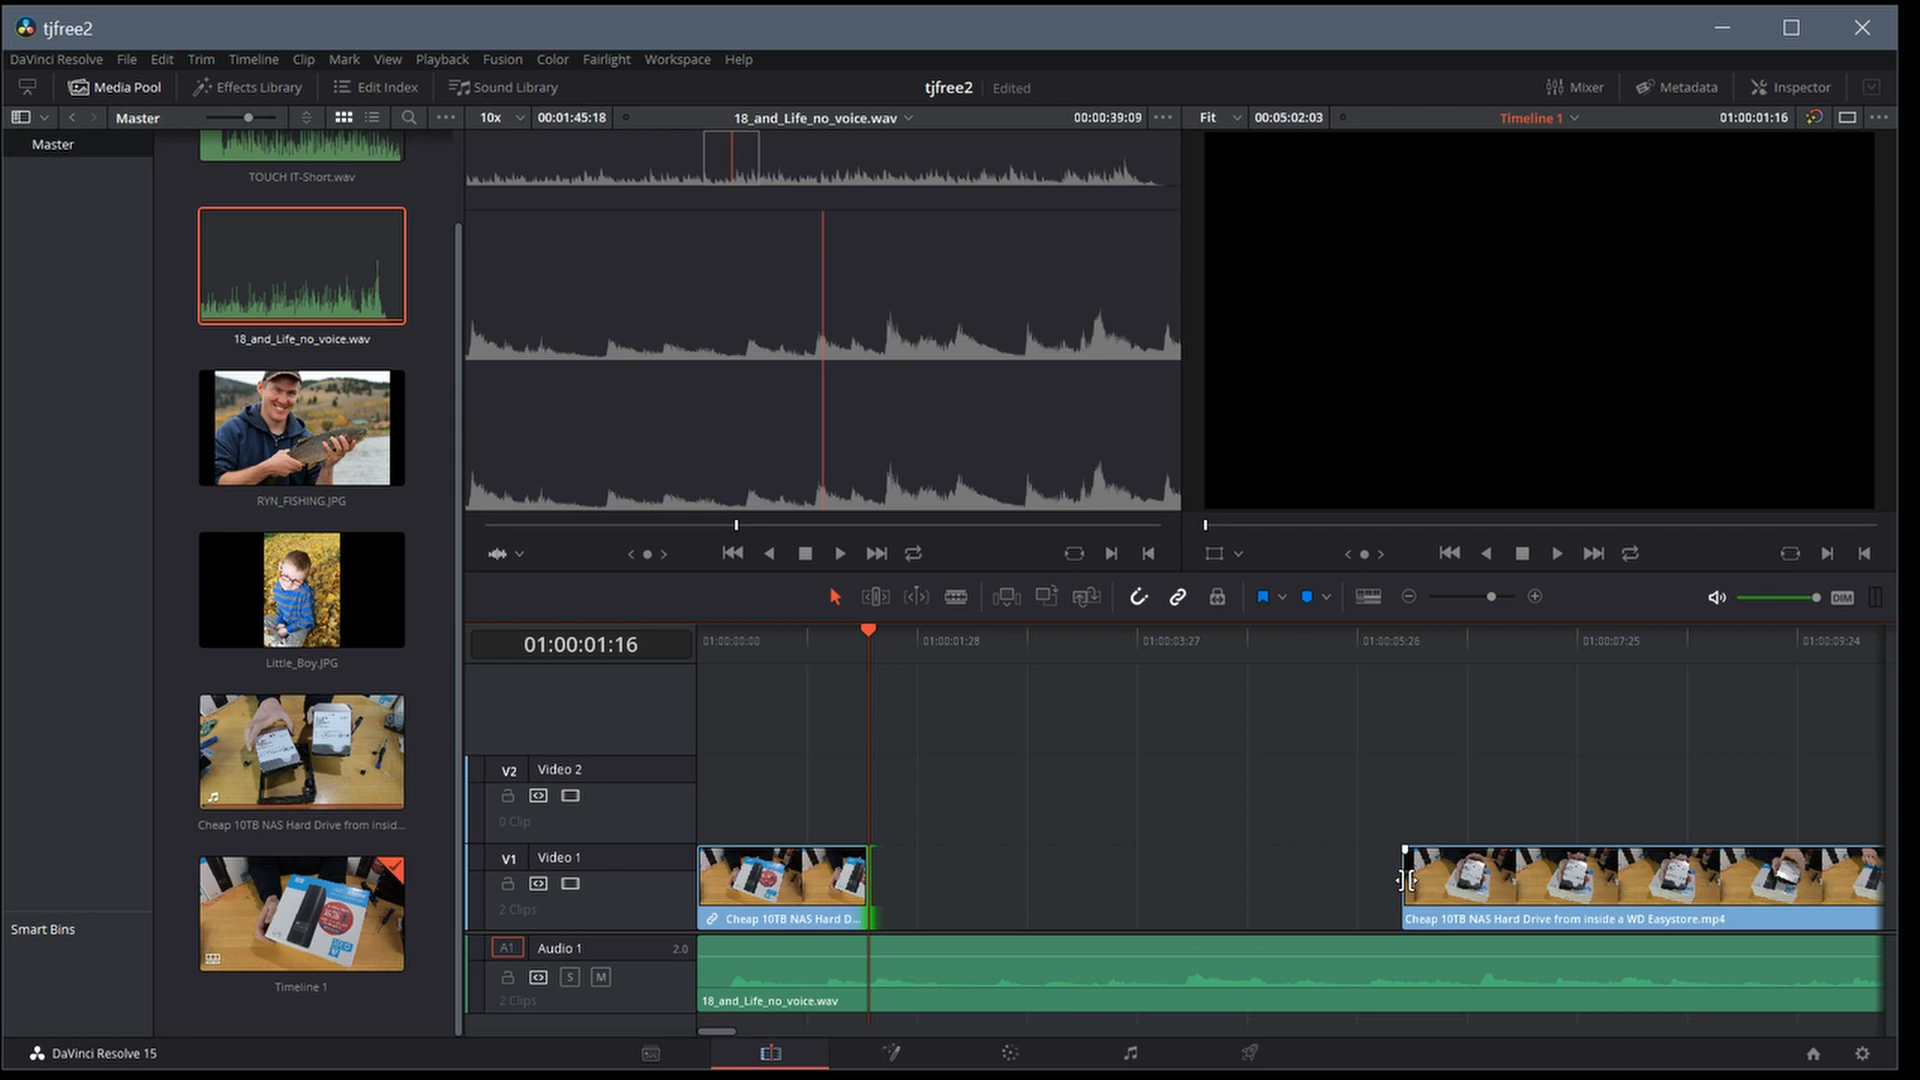 tjfree2
DaVinci Resolve File Edit Trim Timeline Clip Mark View Playback Fusion Color Fairlight Workspace Help
Media Pool Effects Library Edit Index Sound Library tjfree2 Edited Mixer Metadata Inspector
Master 10x 00:01:45:18 18_and_Life_no_voice.wav 00:00:39:09 Fit 00:05:02:03 Timeline 1 01:00:01:16
Master
TOUCH IT-Short.wav
18_and_Life_no_voice.wav
RYN_FISHING.JPG
Little_Boy.JPG
Cheap 10TB NAS Hard Drive from insid...
Timeline 1
Smart Bins
DIM
01:00:01:16
01:00:00:00 01:00:01:28 01:00:03:27 01:00:05:26 01:00:07:25 01:00:09:24
V2 Video 2
0 Clip
V1 Video 1
2 Clips
Cheap 10TB NAS Hard D...
Cheap 10TB NAS Hard Drive from inside a WD Easystore.mp4
A1 Audio 1 2.0
S M
2 Clips
18_and_Life_no_voice.wav
DaVinci Resolve 15